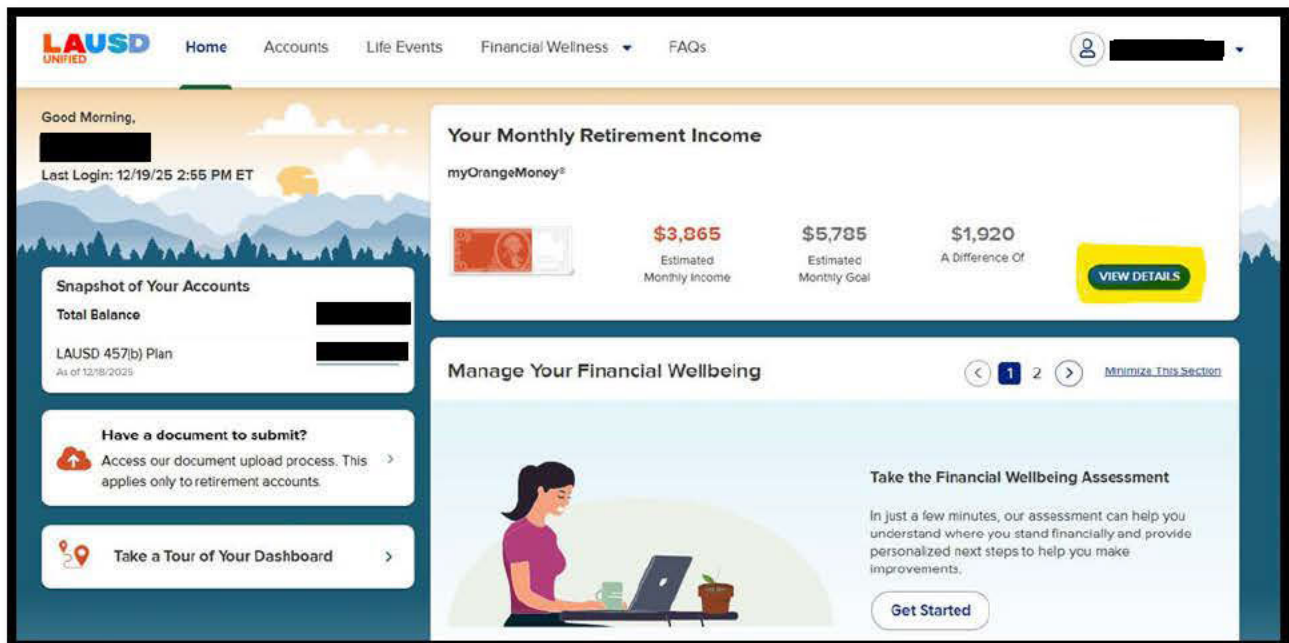 LAUSD
UNIFIED
Home Accounts Life Events Financial Wellness FAQs
Good Morning,
Last Login: 12/19/25 2:55 PM ET
Snapshot of Your Accounts
Total Balance
LAUSD 457(b) Plan
As of 12/18/2025
Have a document to submit?
Access our document upload process. This
applies only to retirement accounts.
Take a Tour of Your Dashboard
Your Monthly Retirement Income
myOrangeMoney®
$3,865 $5,785 $1,920
Estimated Estimated A Difference Of
Monthly Income Monthly Goal
VIEW DETAILS
Manage Your Financial Wellbeing
1 2 Minimize This Section
Take the Financial Wellbeing Assessment
In just a few minutes, our assessment can help you
understand where you stand financially and provide
personalized next steps to help you make
improvements.
Get Started